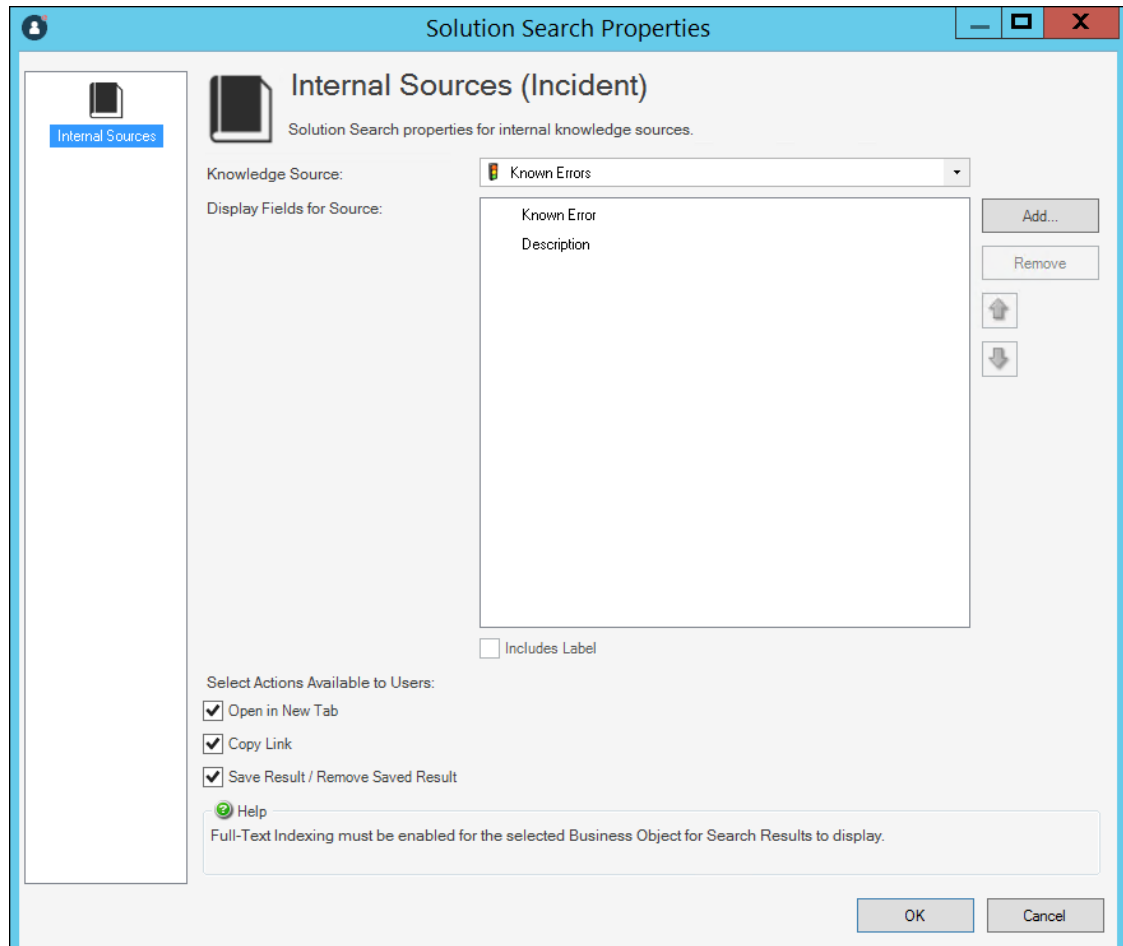 Solution Search Properties
X
Internal Sources
Internal Sources (Incident)
Solution Search properties for internal knowledge sources.
Knowledge Source:
Known Errors
Display Fields for Source:
Known Error
Description
Add...
Remove
Includes Label
Select Actions Available to Users:
Open in New Tab
Copy Link
Save Result / Remove Saved Result
Help
Full-Text Indexing must be enabled for the selected Business Object for Search Results to display.
OK
Cancel